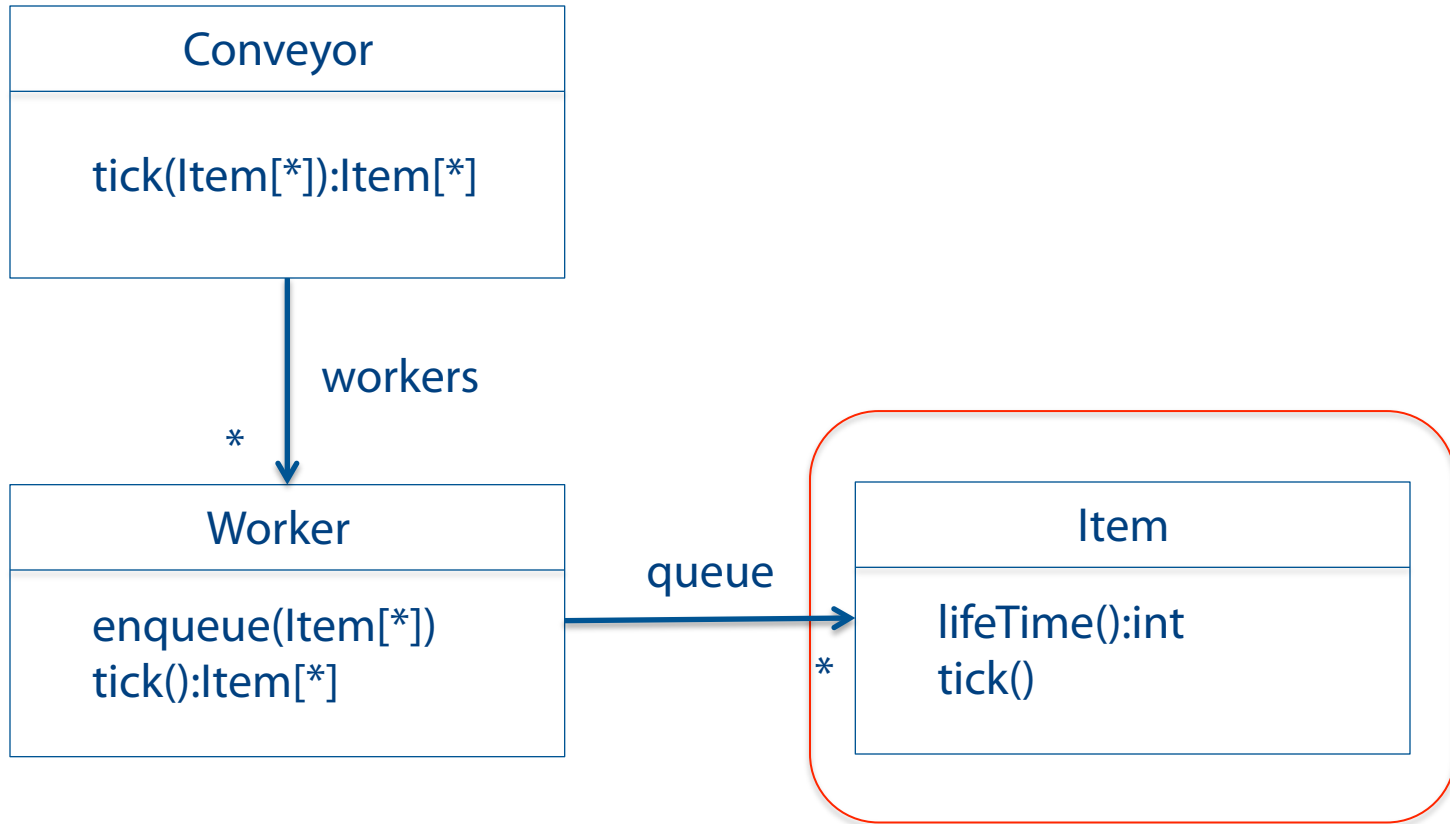 Conveyor
tick(Item[*]):Item[*]
workers
*
Worker
enqueue(Item[*])
tick():Item[*]
queue
*
Item
lifeTime():int
tick()